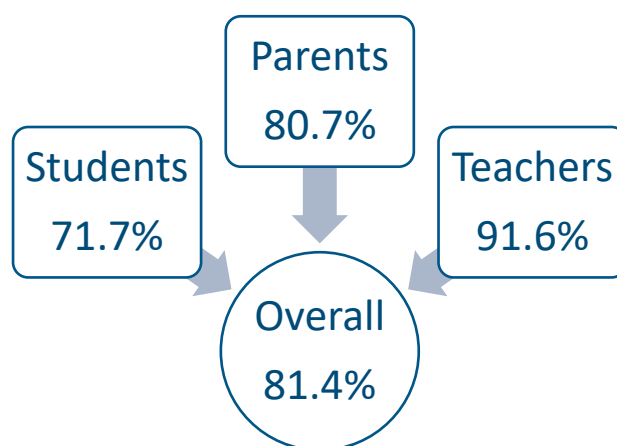 Parents
80.7%
Students
71.7%
Teachers
91.6%
Overall
81.4%